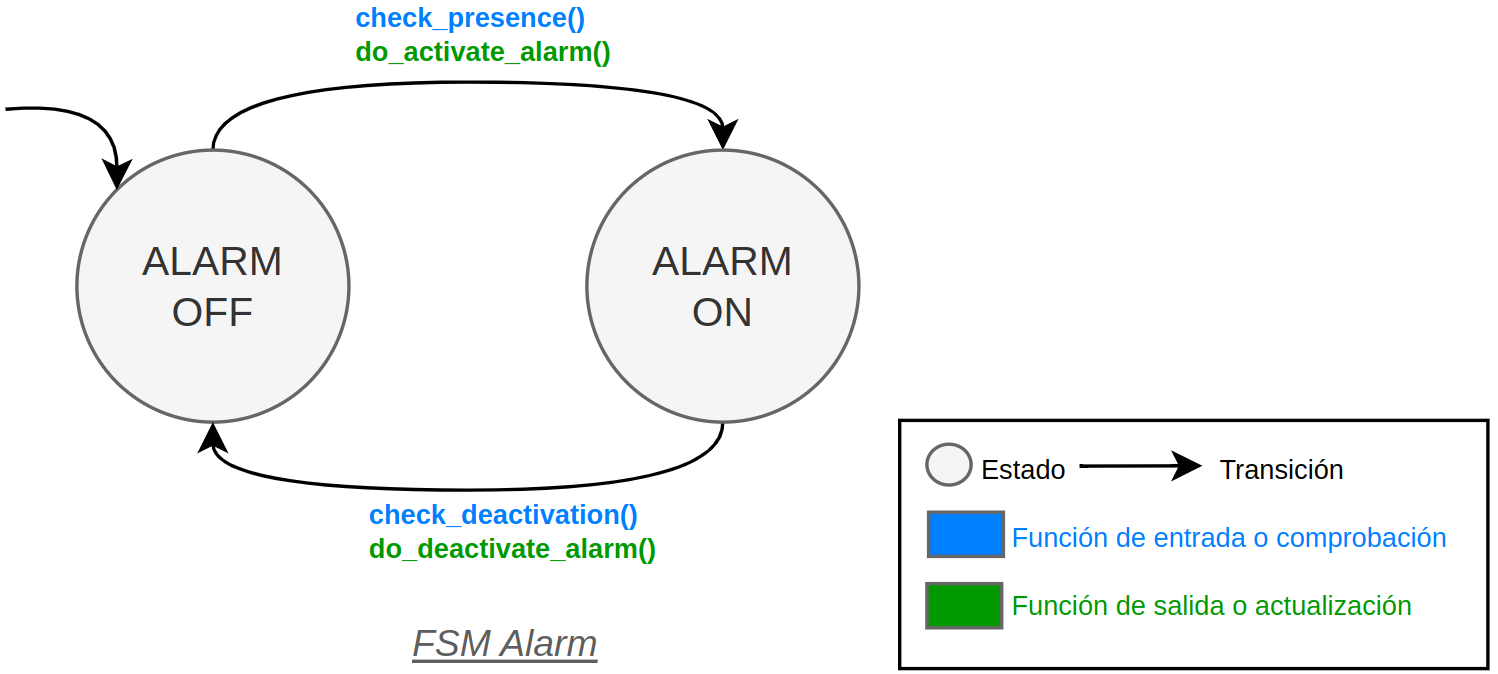 check_presence()
do_activate_alarm()
ALARM
OFF
ALARM
ON
check_deactivation()
do_deactivate_alarm()
FSM Alarm
Estado
Transición
Función de entrada o comprobación
Función de salida o actualización